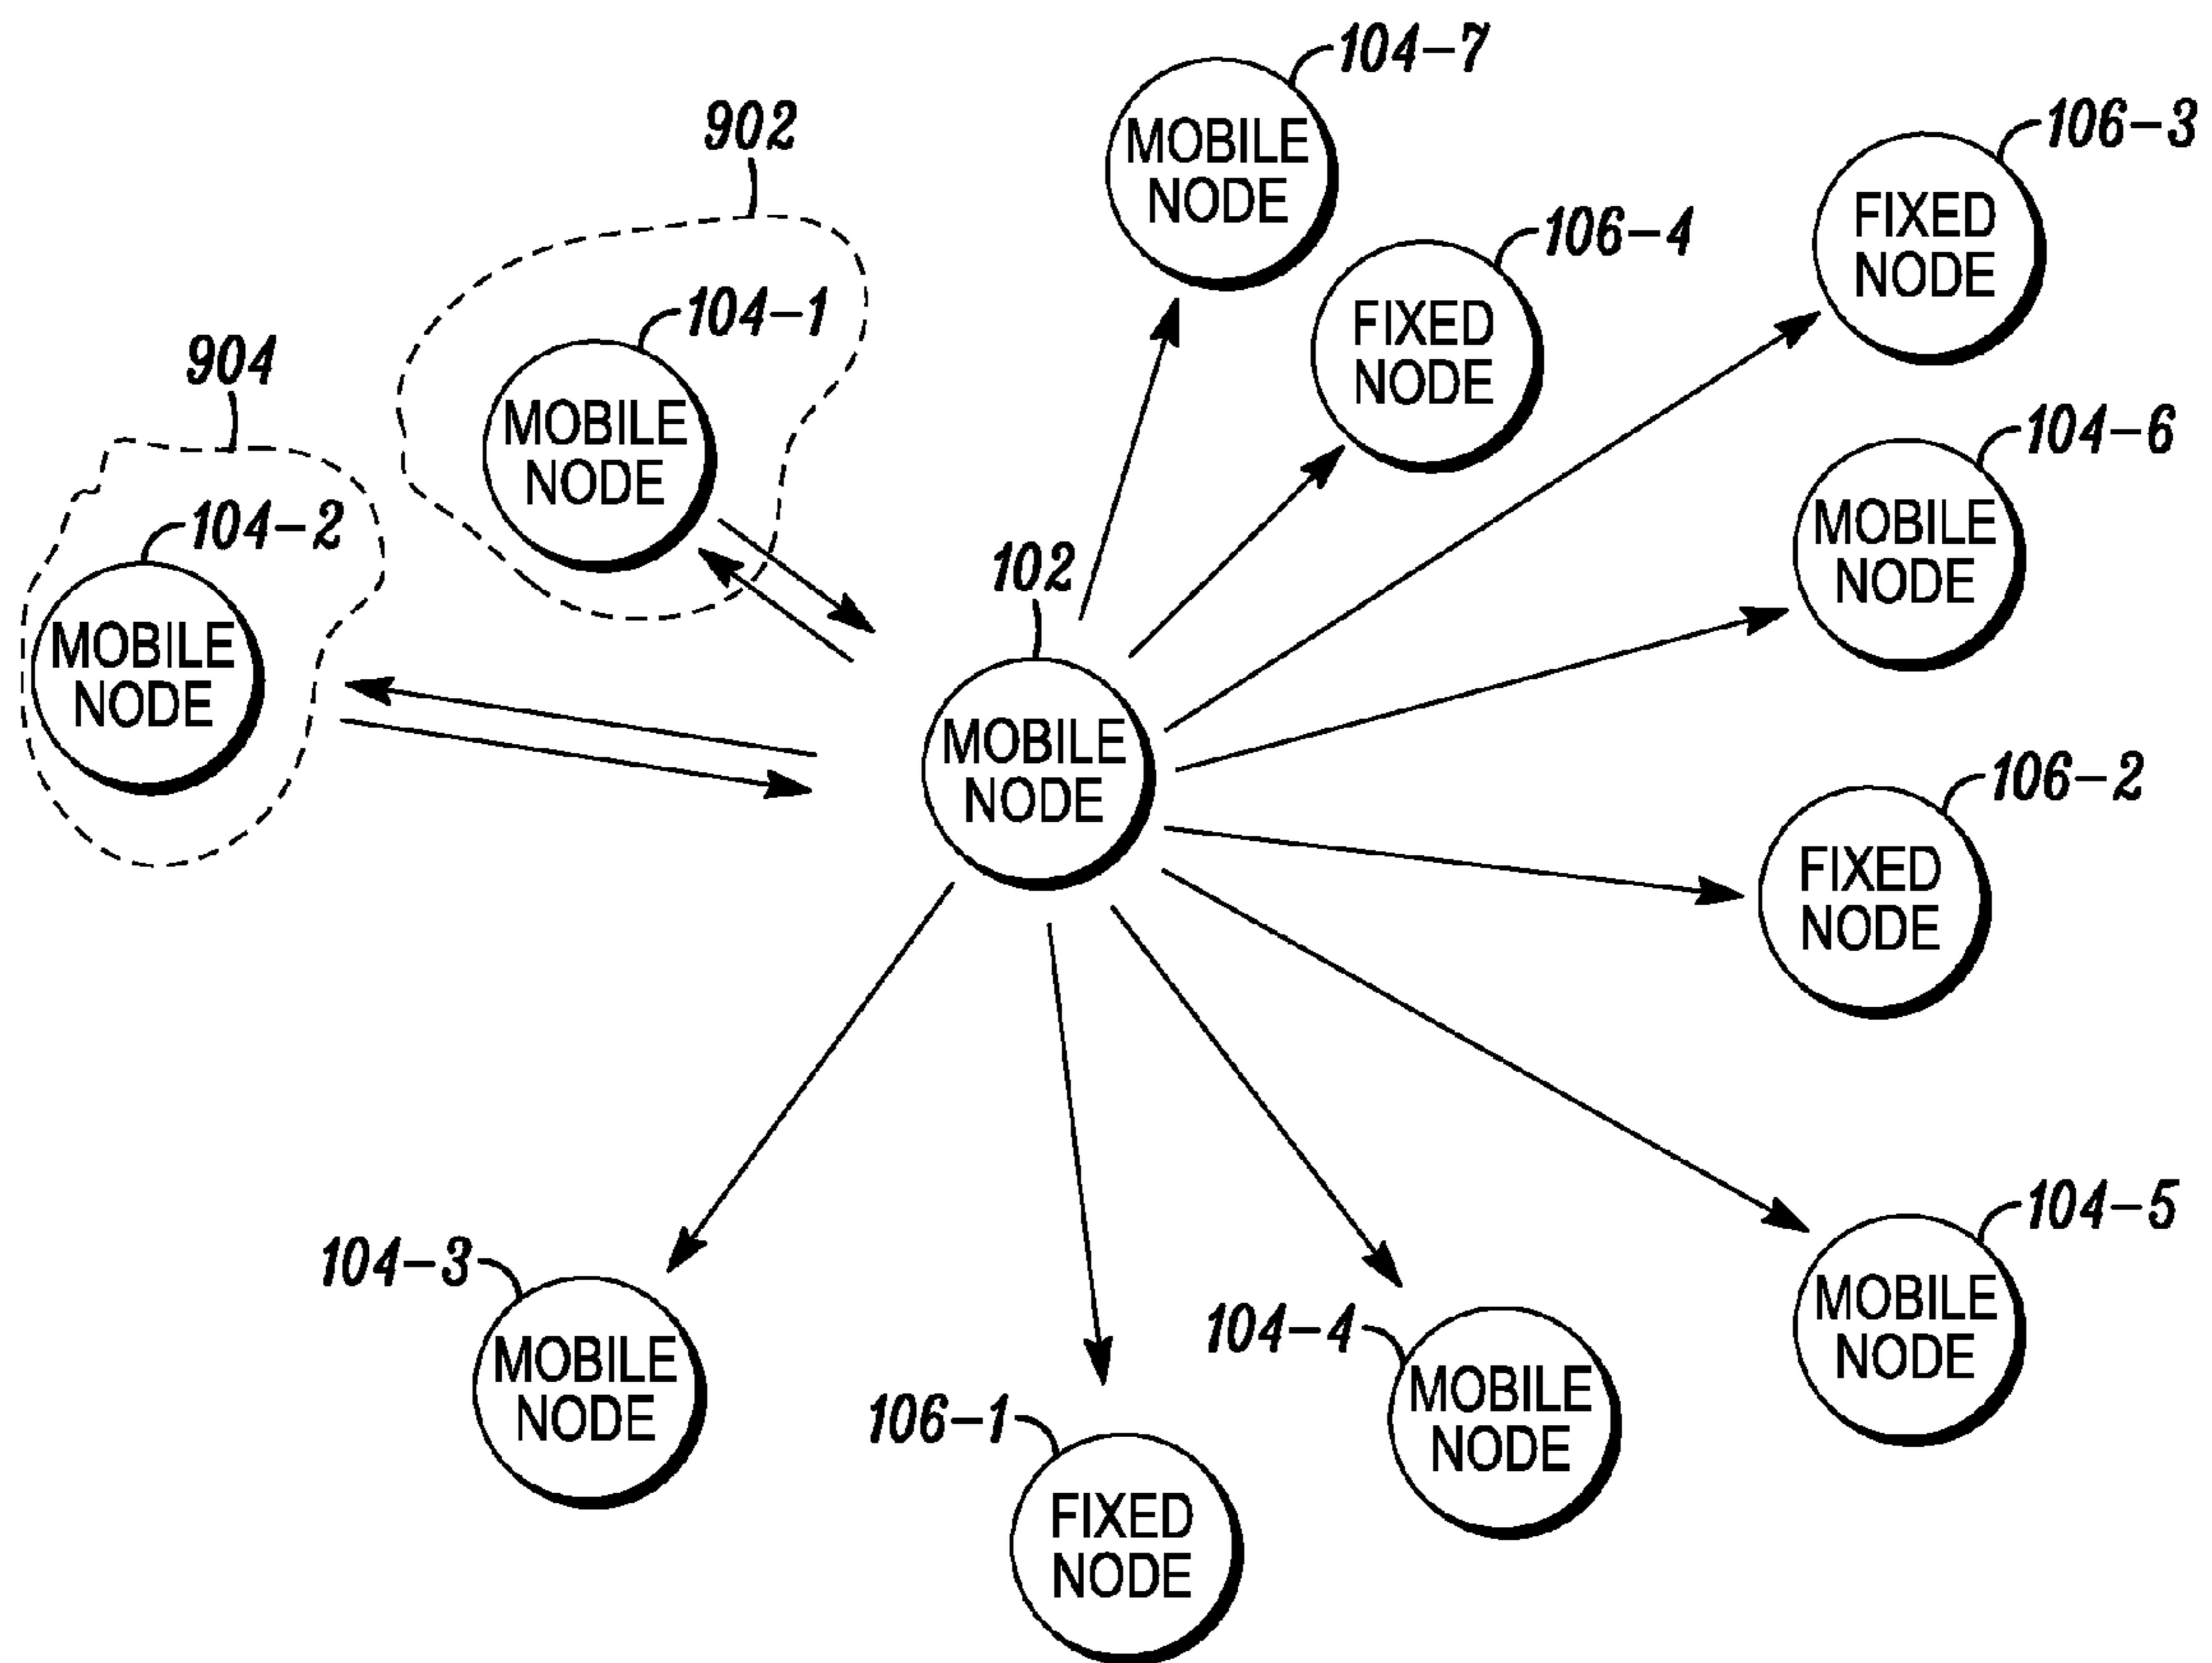 104-7
MOBILE
NODE
902
106-3
FIXED
NODE
106-4
FIXED
NODE
104-1
MOBILE
NODE
904
104-6
MOBILE
NODE
104-2
MOBILE
NODE
102
MOBILE
NODE
106-2
FIXED
NODE
104-5
MOBILE
NODE
104-3
MOBILE
NODE
104-4
MOBILE
NODE
106-1
FIXED
NODE